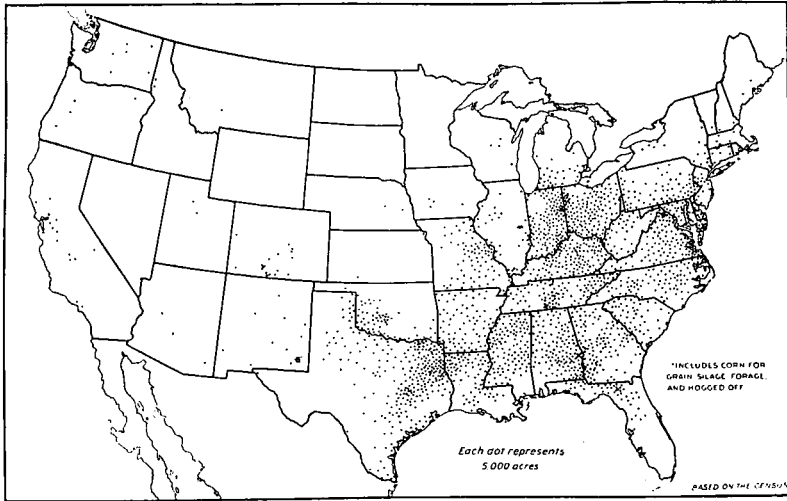 *INCLUDES CORN FOR
GRAIN SILAGE FORAGE,
AND HOGGED OFF
Each dot represents
5,000 acres
BASED ON THE CENSUS